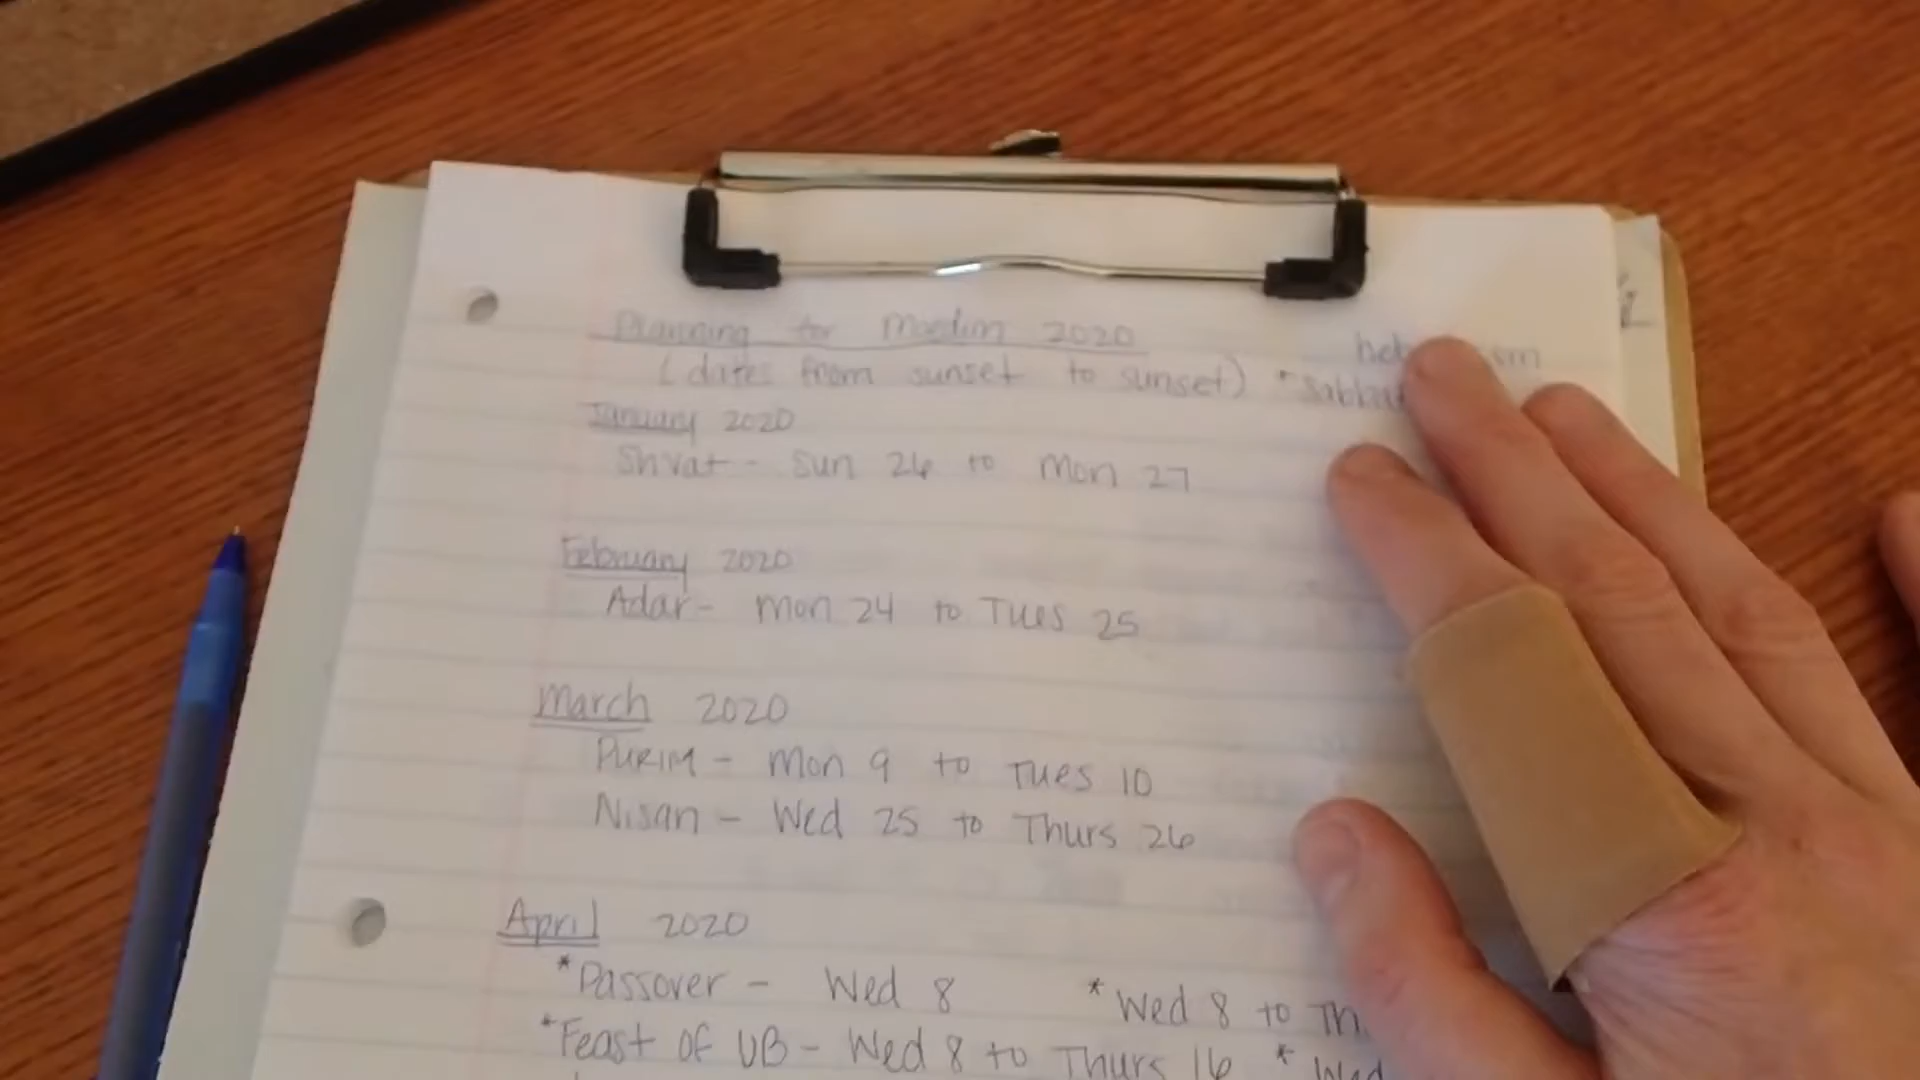 Planning for Moedim 2020
(dates from sunset to sunset)
January 2020
Shvat - Sun 26 to Mon 27
February 2020
Adar - Mon 24 to Tues 25
March 2020
PURIM - Mon 9 to Tues 10
Nisan - Wed 25 to Thurs 26
April 2020
*Passover - Wed 8 *Wed 8 to Th
*Feast of UB - Wed 8 to Thurs 16 * Wed